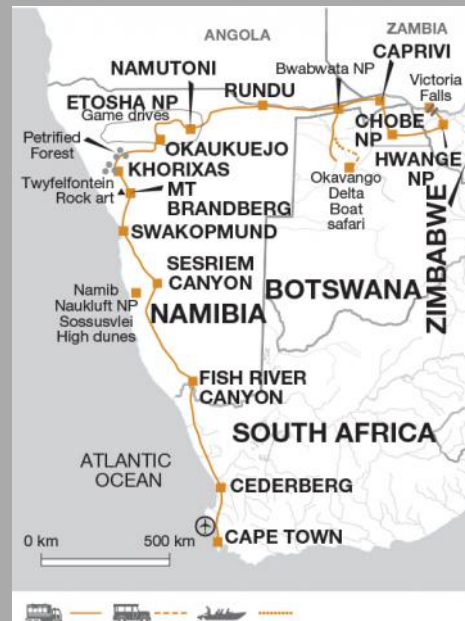 ANGOLA
ZAMBIA
NAMUTONI
Bwabwata NP
CAPRIVI
RUNDU
Victoria
Falls
ETOSHA NP
Game drives
CHOBE
NP
Petrified
Forest
OKAUKUEJO
HWANGE
NP
KHORIXAS
Twyfelfontein
Rock art
MT
BRANDBERG
Okavango
Delta
Boat
safari
ZIMBABWE
SWAKOPMUND
SESRIEM
CANYON
BOTSWANA
Namib
Naukluft NP
Sossusvlei
High dunes
NAMIBIA
FISH RIVER
CANYON
SOUTH AFRICA
ATLANTIC
OCEAN
CEDERBERG
CAPE TOWN
0 km 500 km